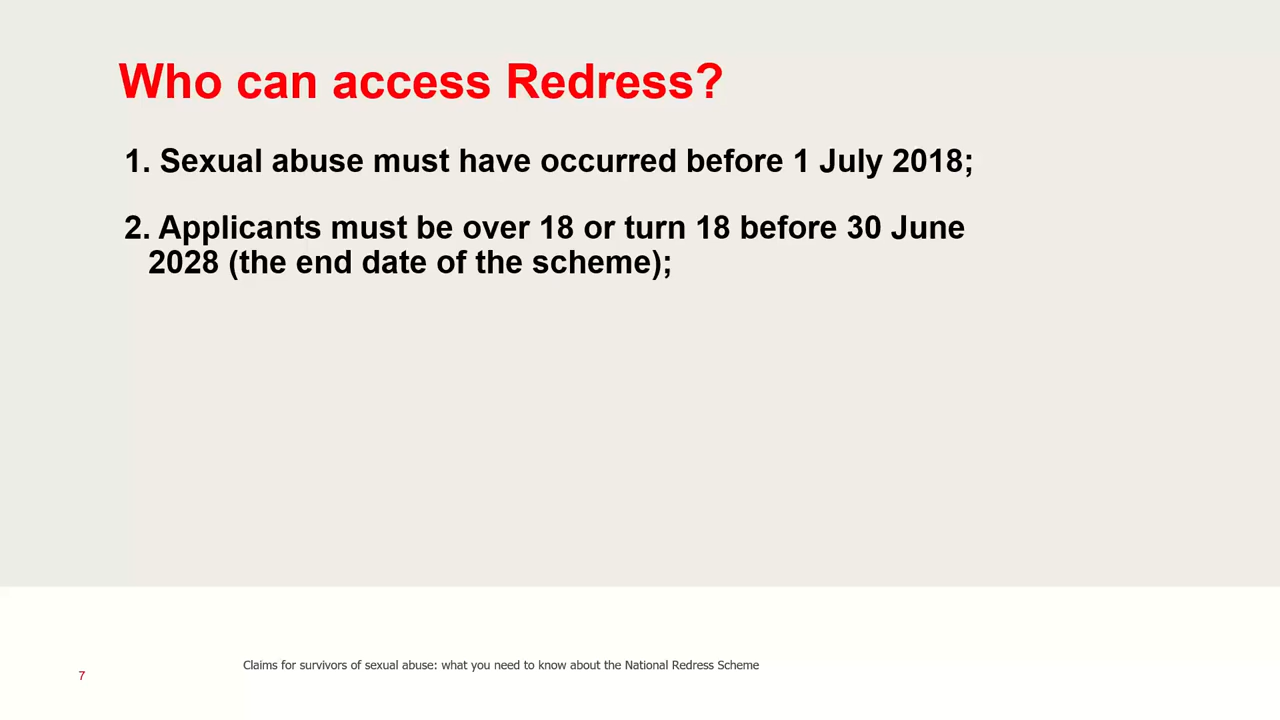 Who can access Redress?
1. Sexual abuse must have occurred before 1 July 2018;
2. Applicants must be over 18 or turn 18 before 30 June
2028 (the end date of the scheme);
Claims for survivors of sexual abuse: what you need to know about the National Redress Scheme
7